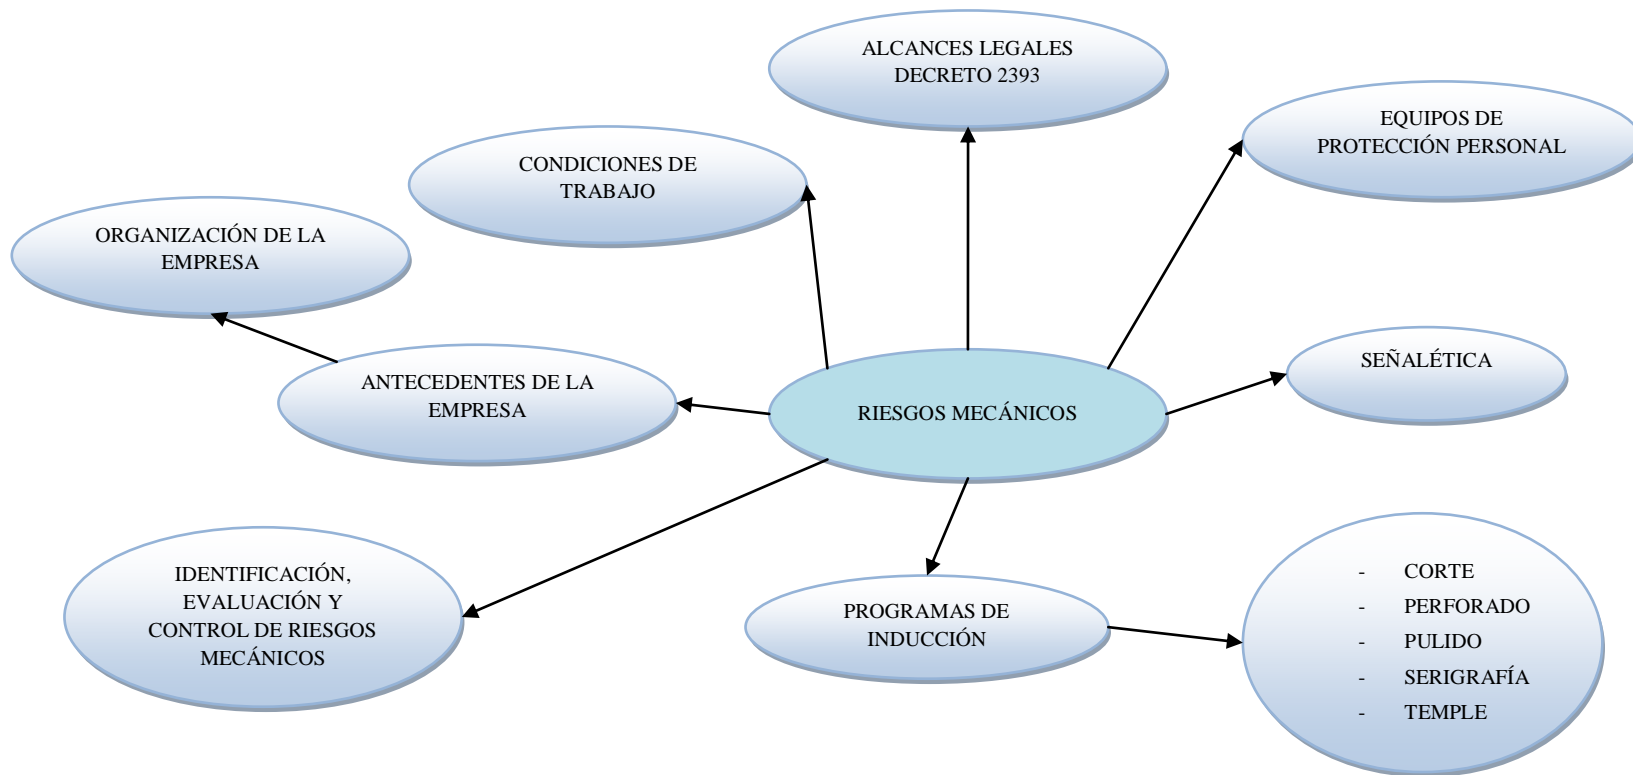 ALCANCES LEGALES
DECRETO 2393
EQUIPOS DE
PROTECCIÓN PERSONAL
CONDICIONES DE
TRABAJO
ORGANIZACIÓN DE LA
EMPRESA
SEÑALÉTICA
ANTECEDENTES DE LA
EMPRESA
RIESGOS MECÁNICOS
IDENTIFICACIÓN,
EVALUACIÓN Y
CONTROL DE RIESGOS
MECÁNICOS
PROGRAMAS DE
INDUCCIÓN
- CORTE
- PERFORADO
- PULIDO
- SERIGRAFÍA
- TEMPLE